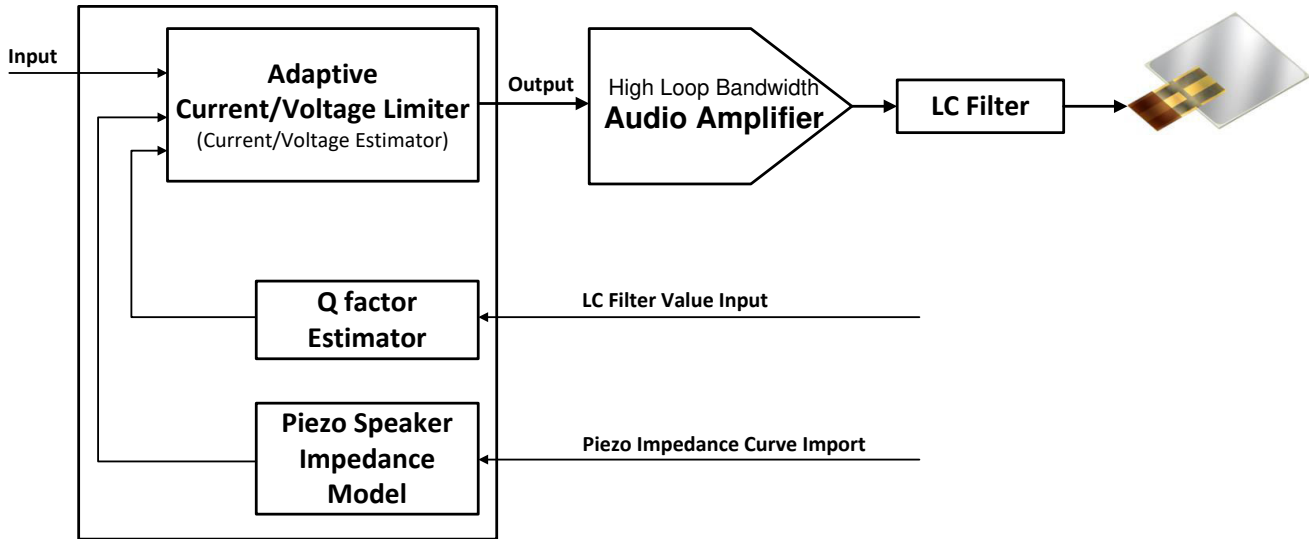 Input
Adaptive
Current/Voltage Limiter
(Current/Voltage Estimator)
Output
High Loop Bandwidth
Audio Amplifier
LC Filter
Q factor
Estimator
LC Filter Value Input
Piezo Speaker
Impedance
Model
Piezo Impedance Curve Import